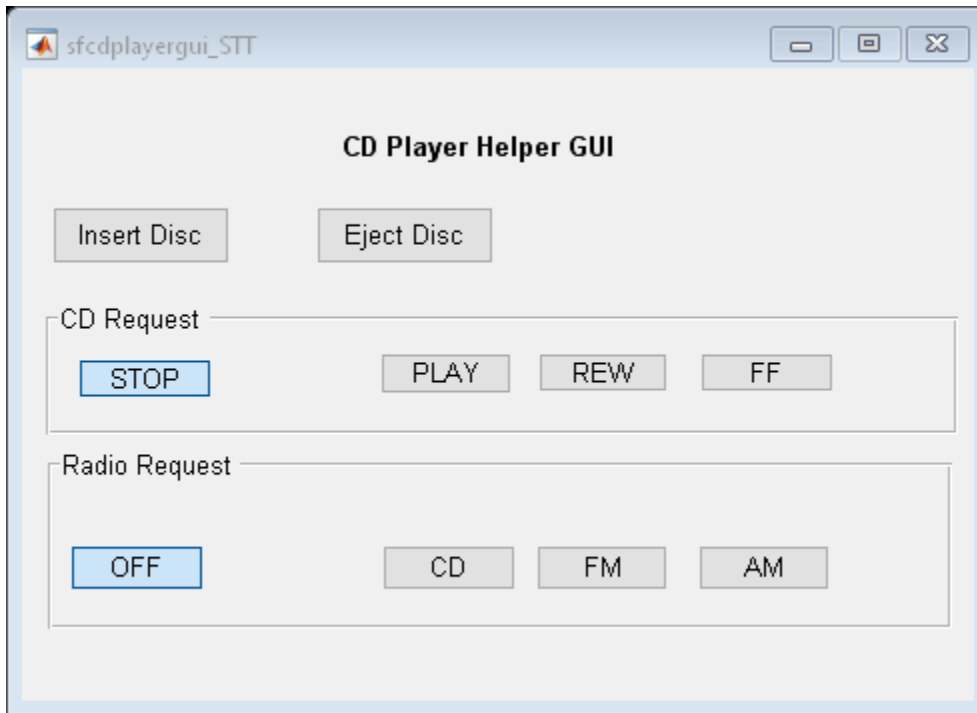 sfcdplayergui_STT
CD Player Helper GUI
Insert Disc Eject Disc
CD Request
STOP PLAY REW FF
Radio Request
OFF CD FM AM